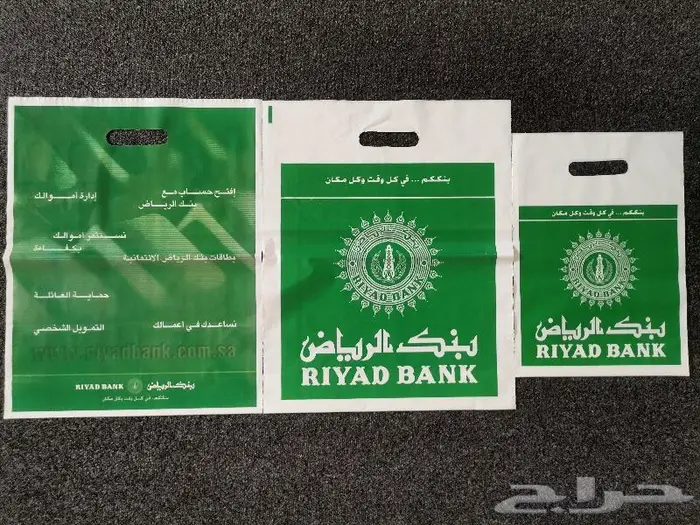 إفتح حساب مع
بنك الرياض
إدارة أموالك
نستثمر أموالك
بكفاءة
بطاقات بنك الرياض الائتمانية
حماية العائلة
نساعدك في أعمالك
التمويل الشخصي
www.riyadbank.com.sa
RIYAD BANK بنك الرياض
بنككم... في كل وقت وكل مكان
بنككم ... في كل وقت وكل مكان
RIYAD BANK
بنك الرياض
RIYAD BANK
بنككم ... في كل وقت وكل مكان
RIYAD BANK
بنك الرياض
RIYAD BANK
حراج